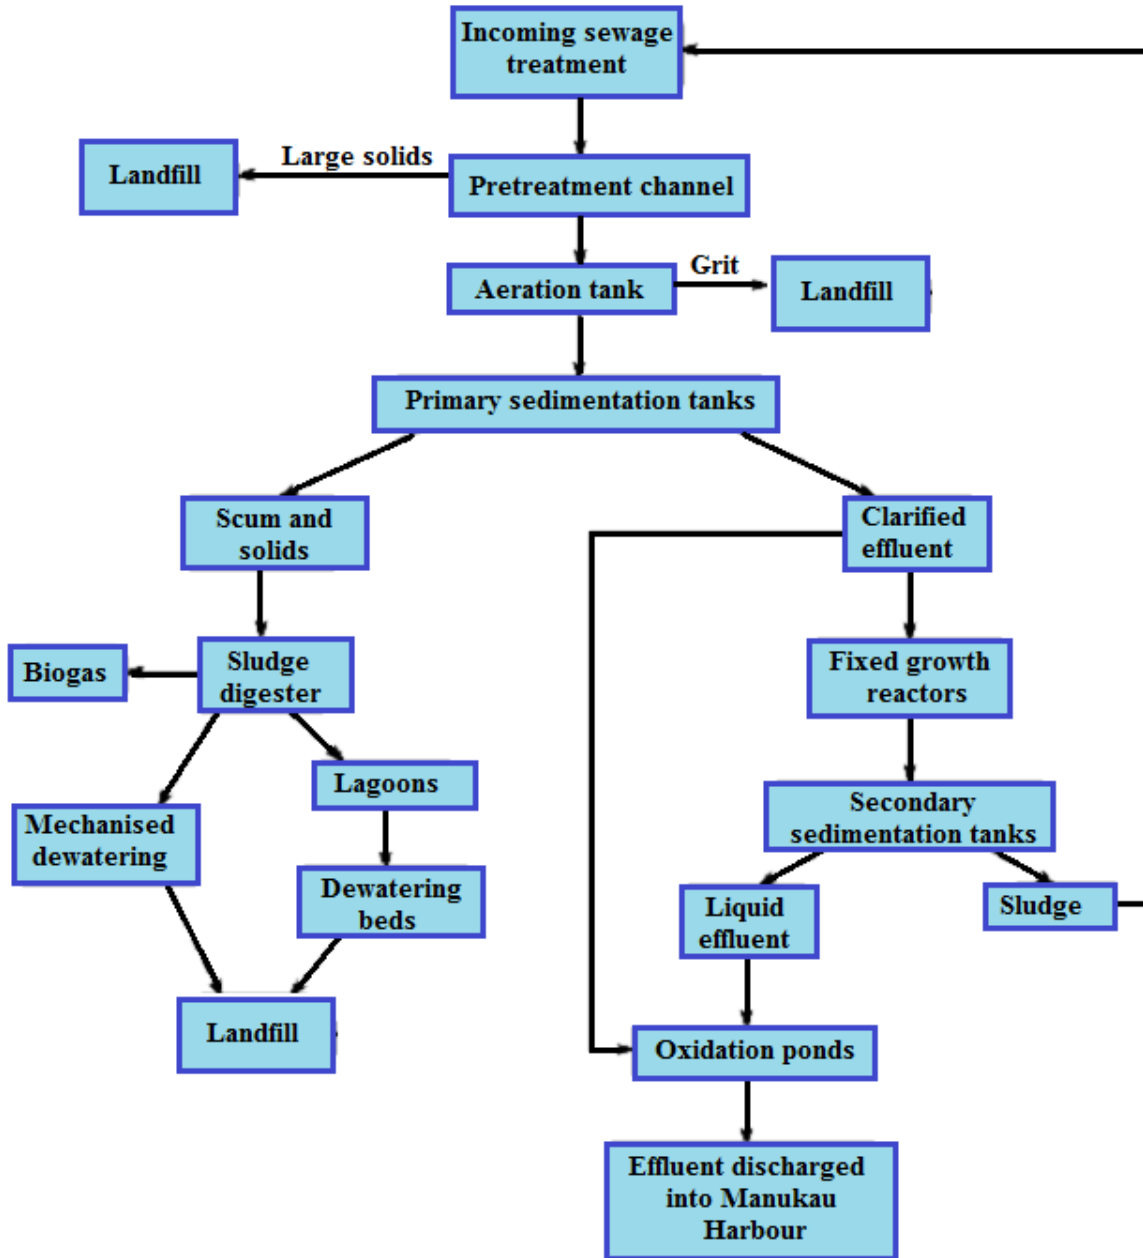 Incoming sewage
treatment
Large solids
Landfill
Pretreatment channel
Grit
Aeration tank
Landfill
Primary sedimentation tanks
Scum and
solids
Clarified
effluent
Biogas
Sludge
digester
Fixed growth
reactors
Lagoons
Mechanised
dewatering
Secondary
sedimentation tanks
Dewatering
beds
Liquid
effluent
Sludge
Landfill
Oxidation ponds
Effluent discharged
into Manukau
Harbour